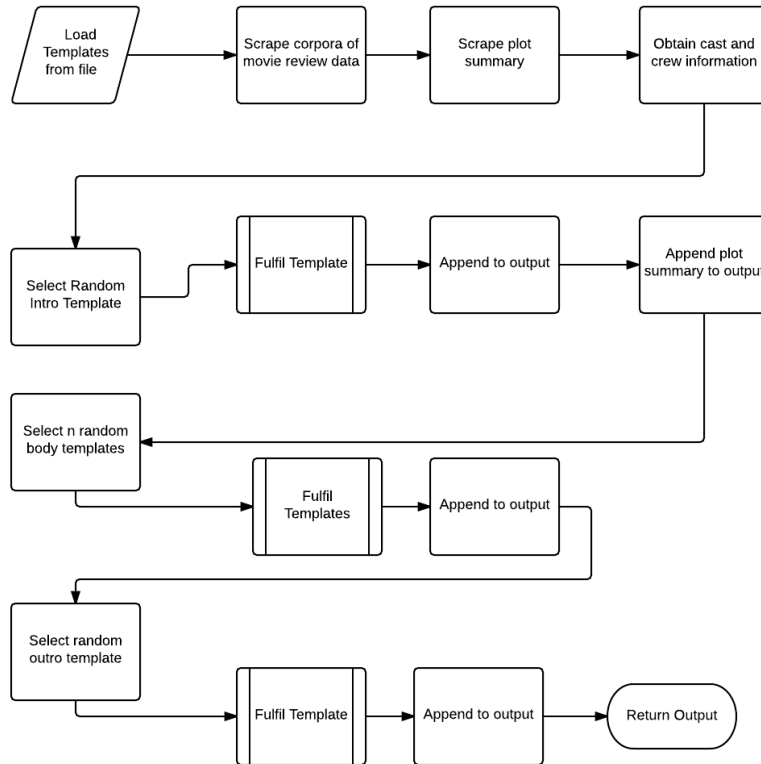 Load
Templates
from file
Scrape corpora of
movie review data
Scrape plot
summary
Obtain cast and
crew information
Select Random
Intro Template
Fulfil Template
Append to output
Append plot
summary to output
Select n random
body templates
Fulfil
Templates
Append to output
Select random
outro template
Fulfil Template
Append to output
Return Output